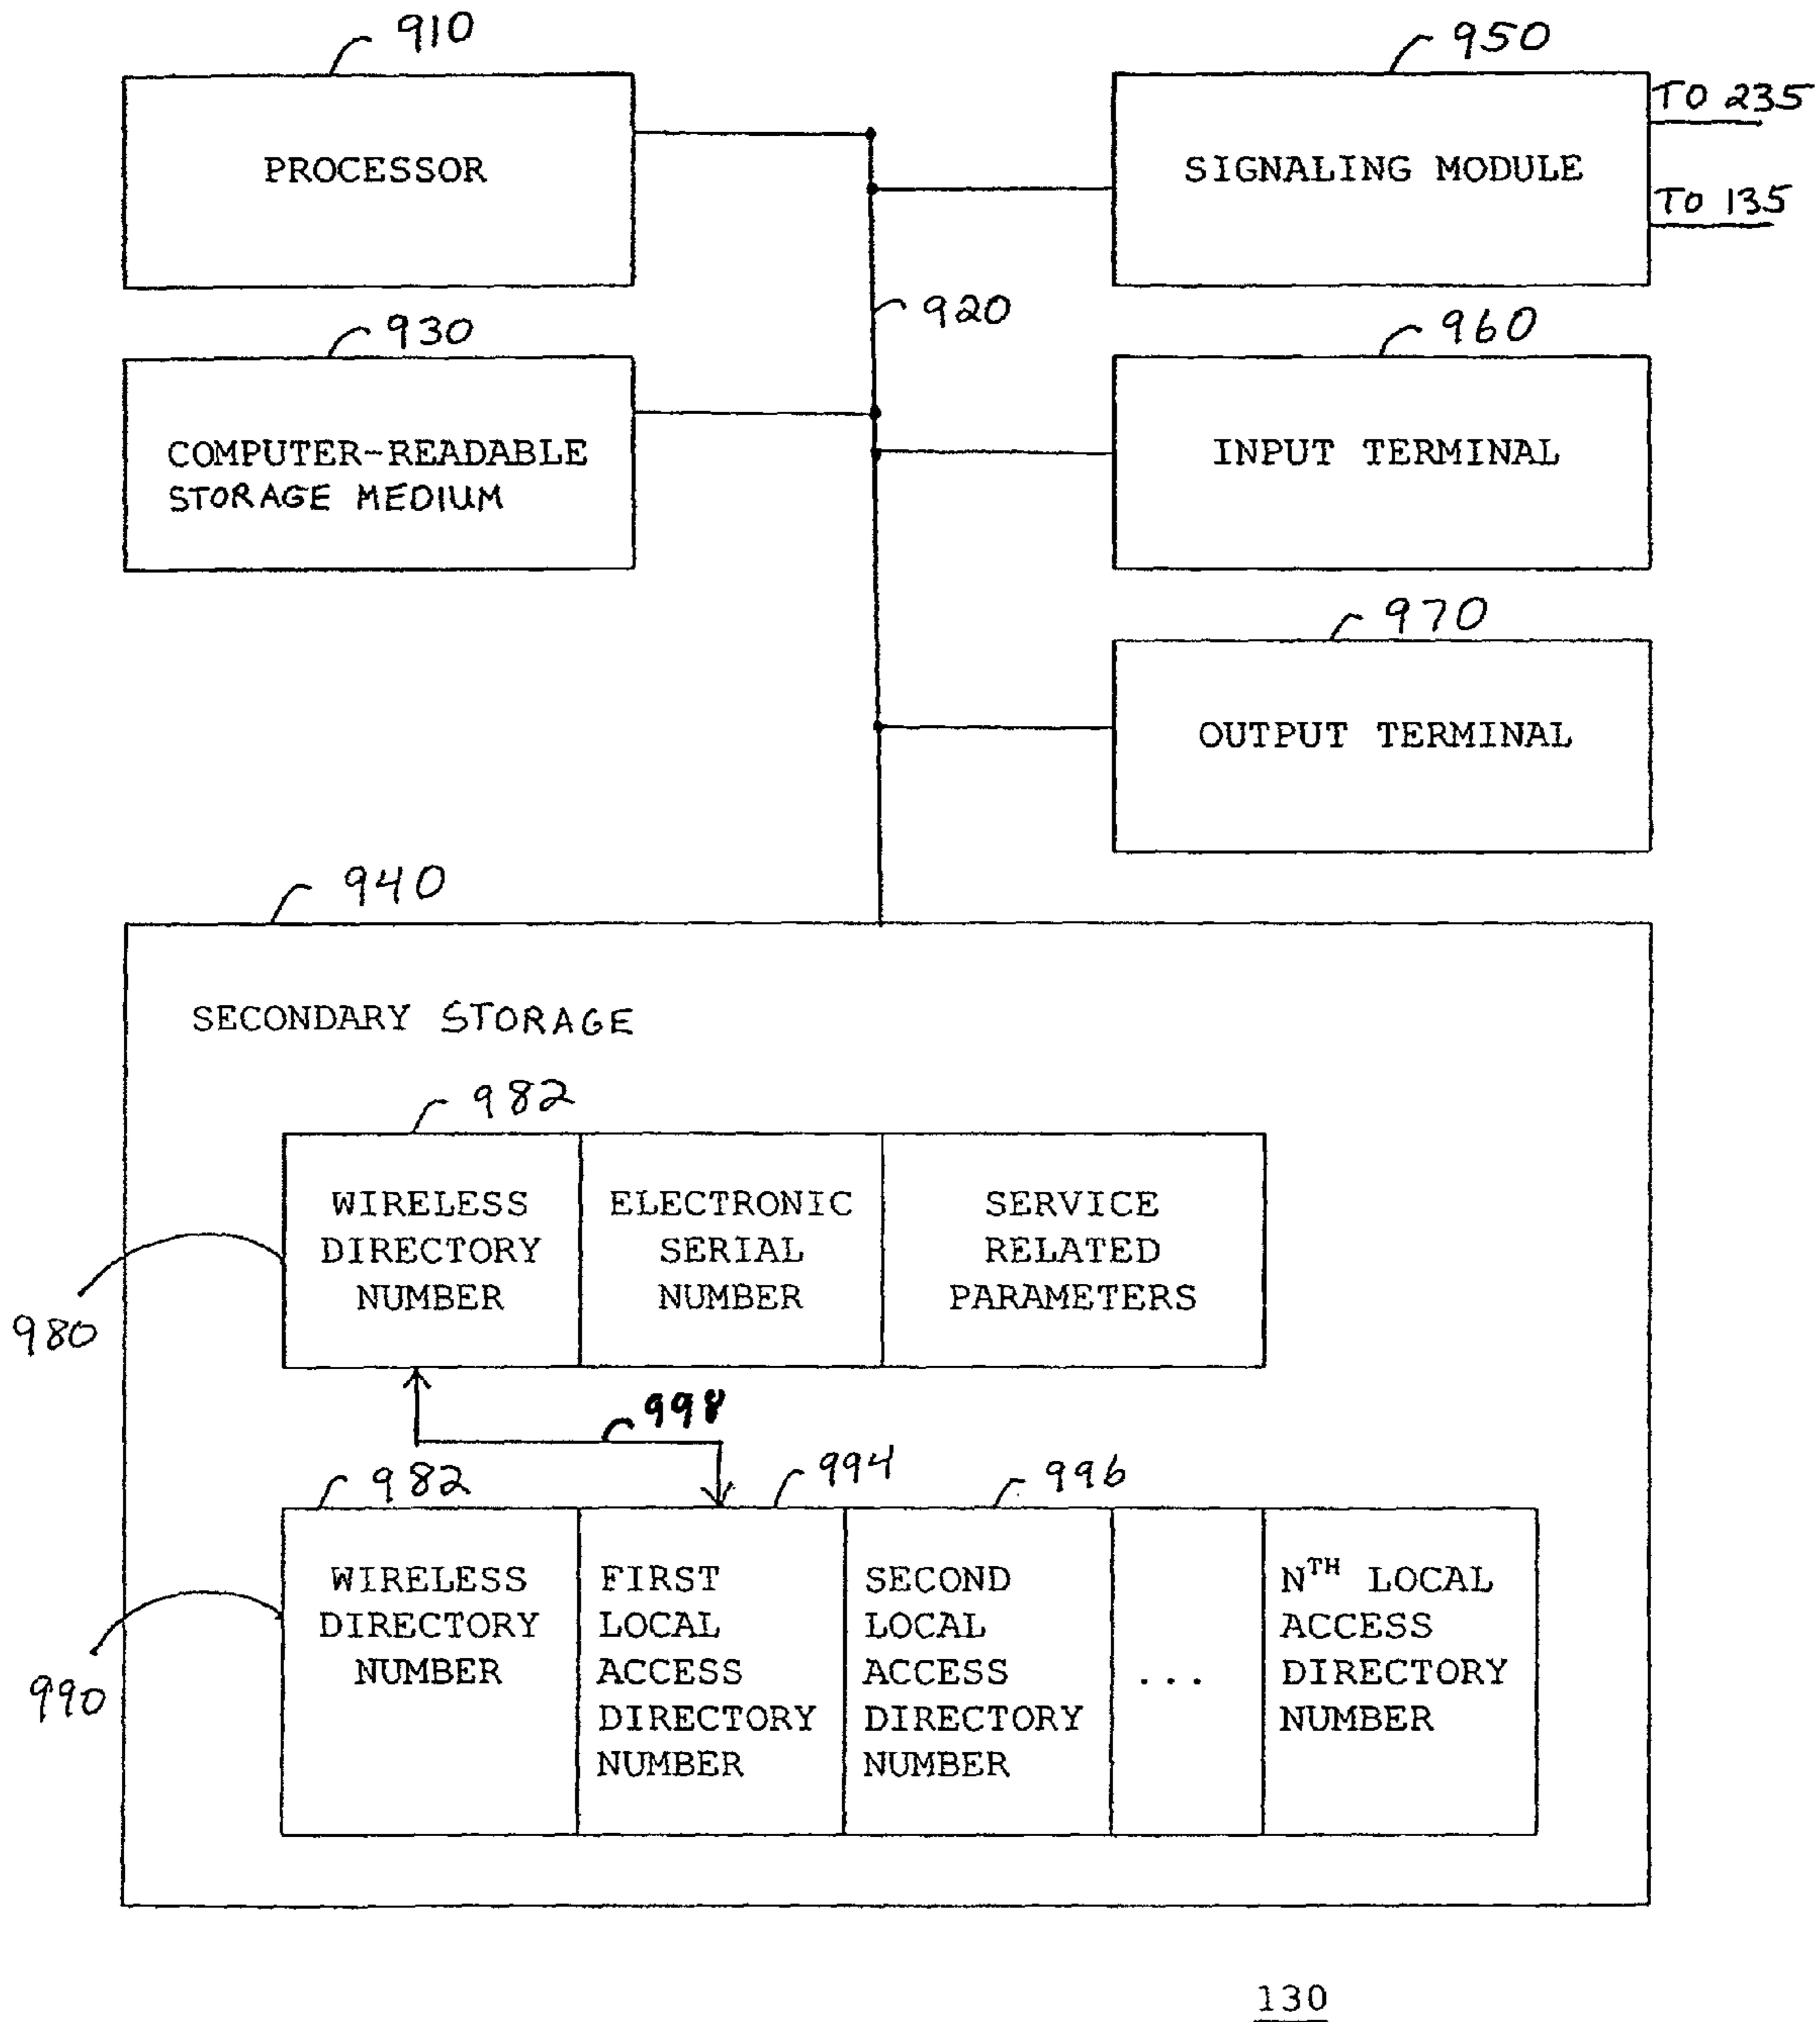 910
950
TO 235
PROCESSOR
SIGNALING MODULE
TO 135
920
930
960
COMPUTER-READABLE
STORAGE MEDIUM
INPUT TERMINAL
970
OUTPUT TERMINAL
940
SECONDARY STORAGE
982
WIRELESS
DIRECTORY
NUMBER
ELECTRONIC
SERIAL
NUMBER
SERVICE
RELATED
PARAMETERS
980
998
982
994
996
WIRELESS
DIRECTORY
NUMBER
FIRST
LOCAL
ACCESS
DIRECTORY
NUMBER
SECOND
LOCAL
ACCESS
DIRECTORY
NUMBER
...
NTH LOCAL
ACCESS
DIRECTORY
NUMBER
990
130